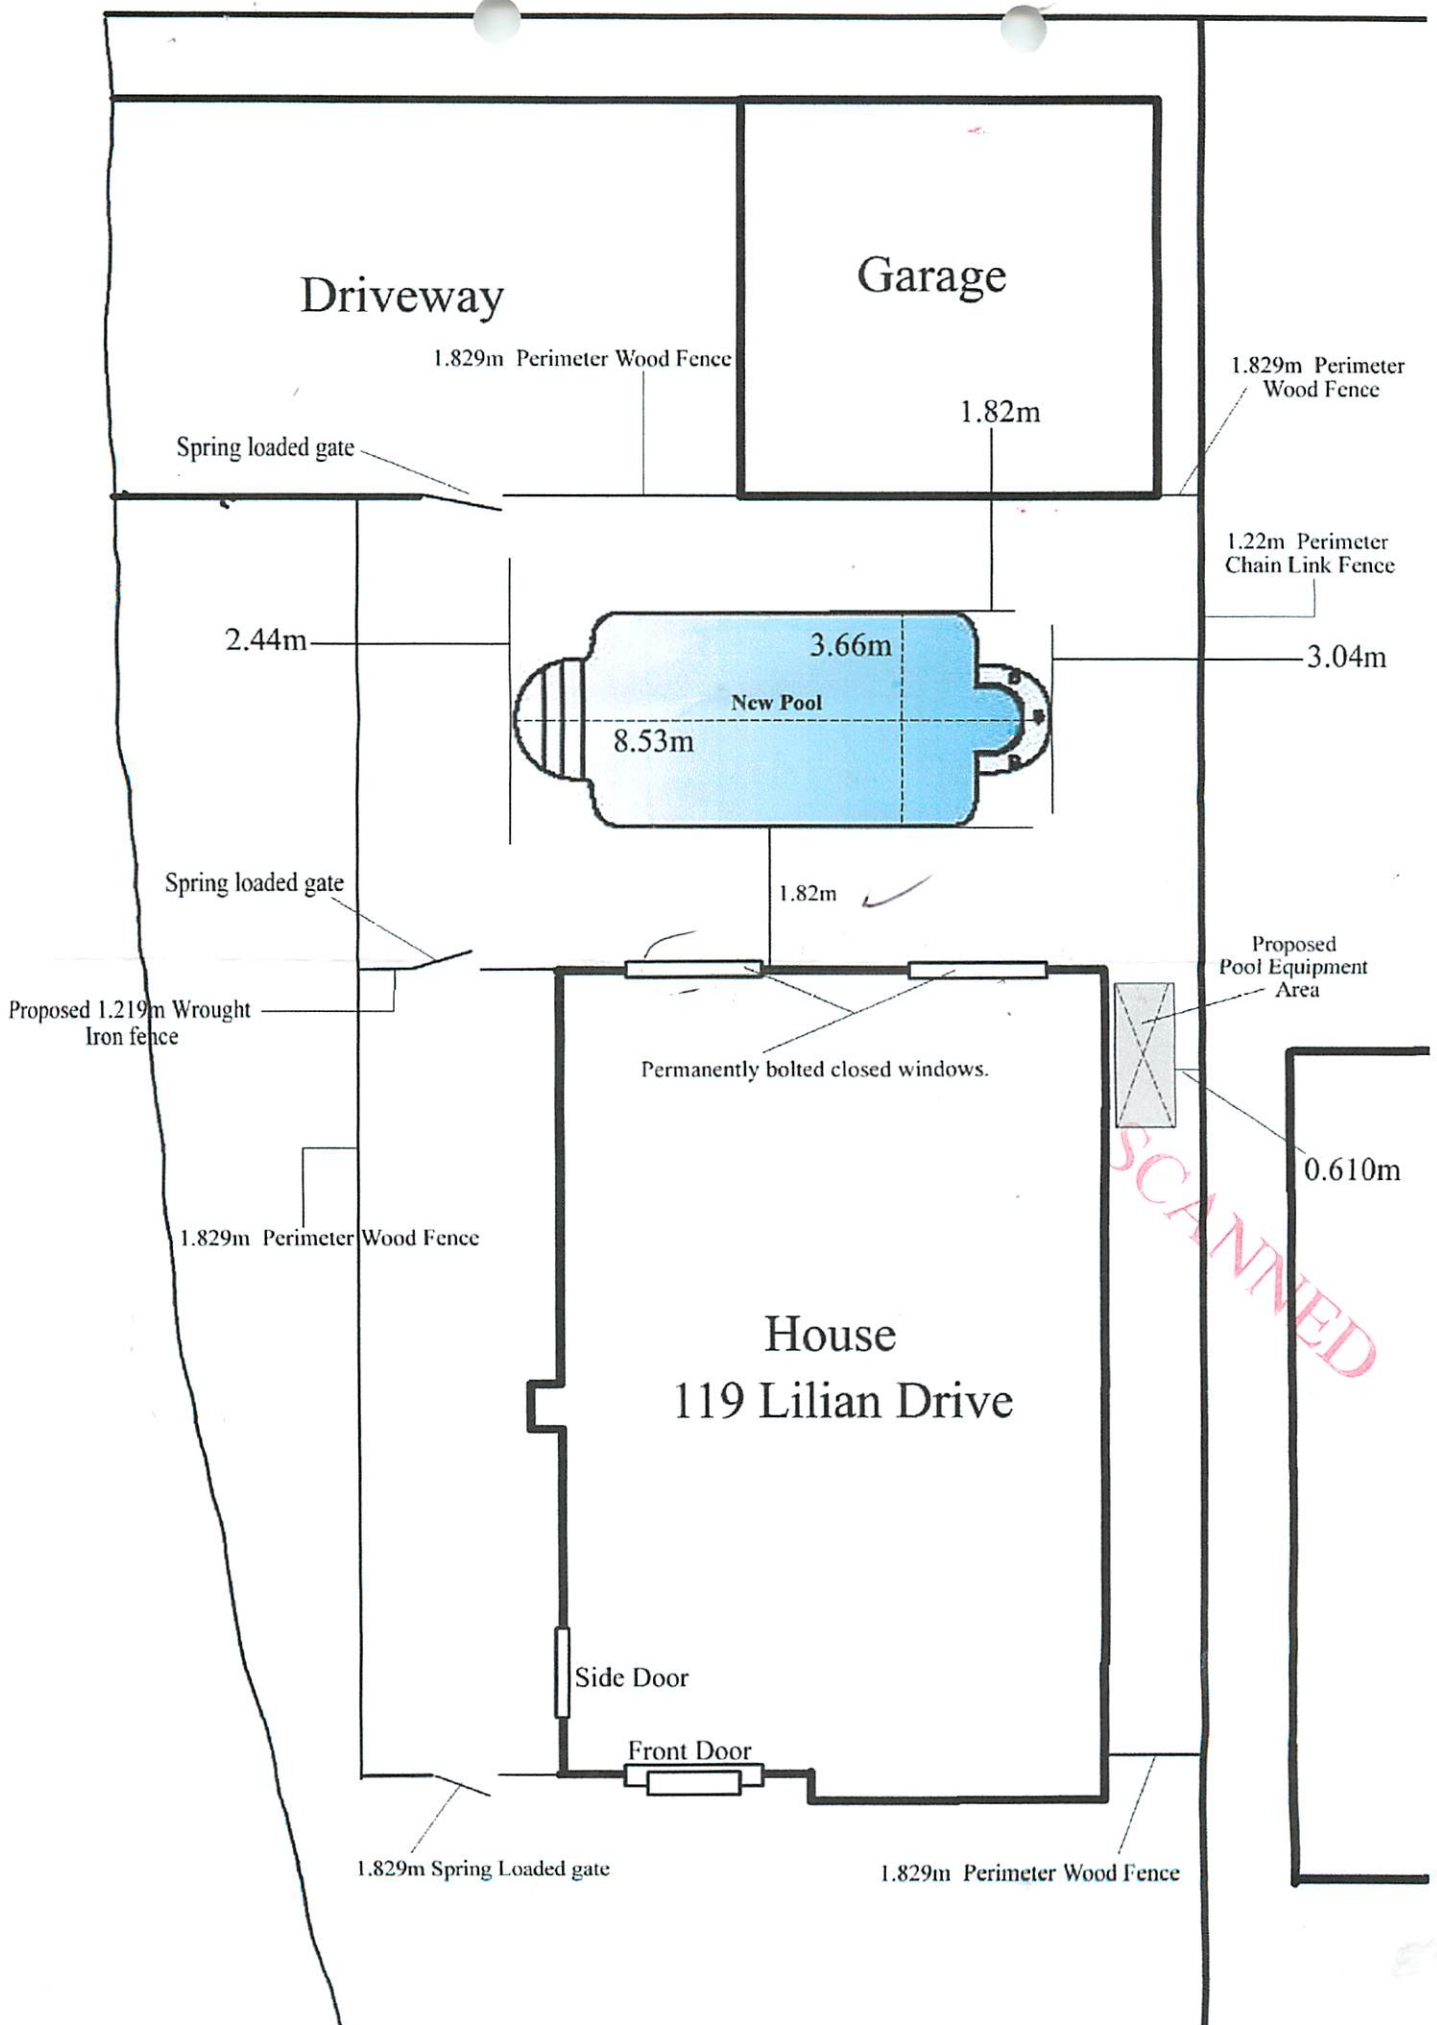 Driveway
Garage
1.829m Perimeter Wood Fence
1.829m Perimeter
Wood Fence
1.82m
Spring loaded gate
1.22m Perimeter
Chain Link Fence
2.44m
3.66m
3.04m
New Pool
8.53m
Spring loaded gate
1.82m
Proposed
Pool Equipment
Area
Proposed 1.219m Wrought
Iron fence
Permanently bolted closed windows.
0.610m
SCANNED
1.829m Perimeter Wood Fence
House
119 Lilian Drive
Side Door
Front Door
1.829m Spring Loaded gate
1.829m Perimeter Wood Fence